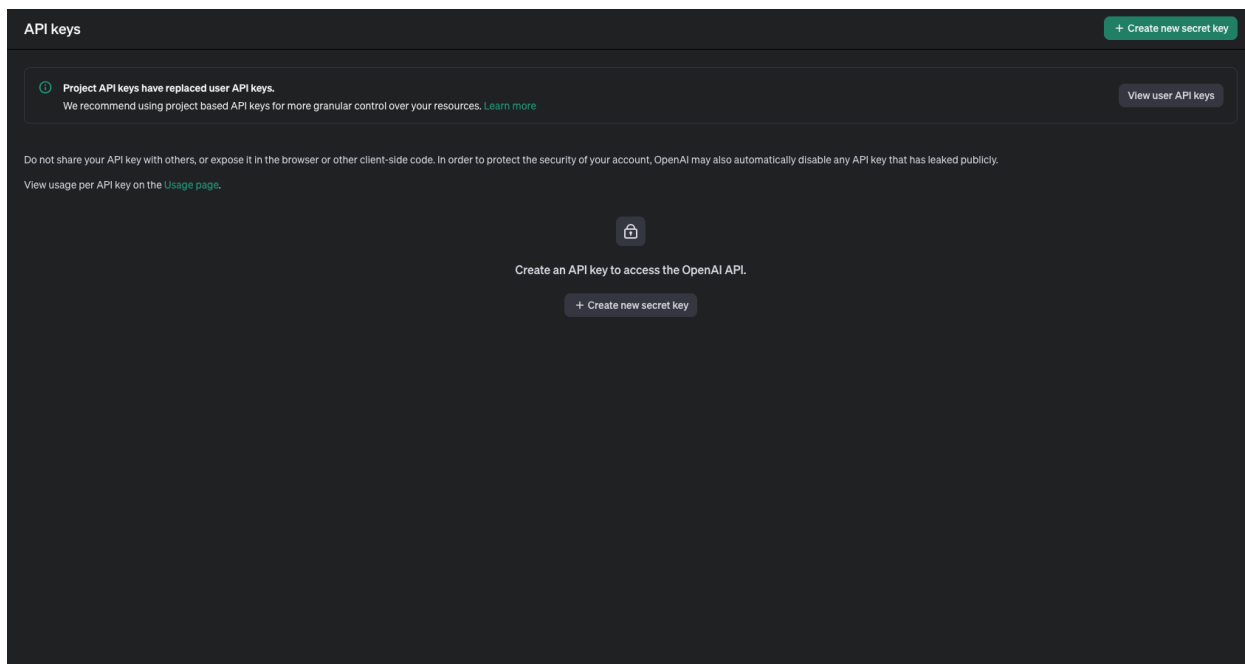 API keys
+ Create new secret key
Project API keys have replaced user API keys.
We recommend using project based API keys for more granular control over your resources. Learn more
View user API keys
Do not share your API key with others, or expose it in the browser or other client-side code. In order to protect the security of your account, OpenAI may also automatically disable any API key that has leaked publicly.
View usage per API key on the Usage page.
Create an API key to access the OpenAI API.
+ Create new secret key